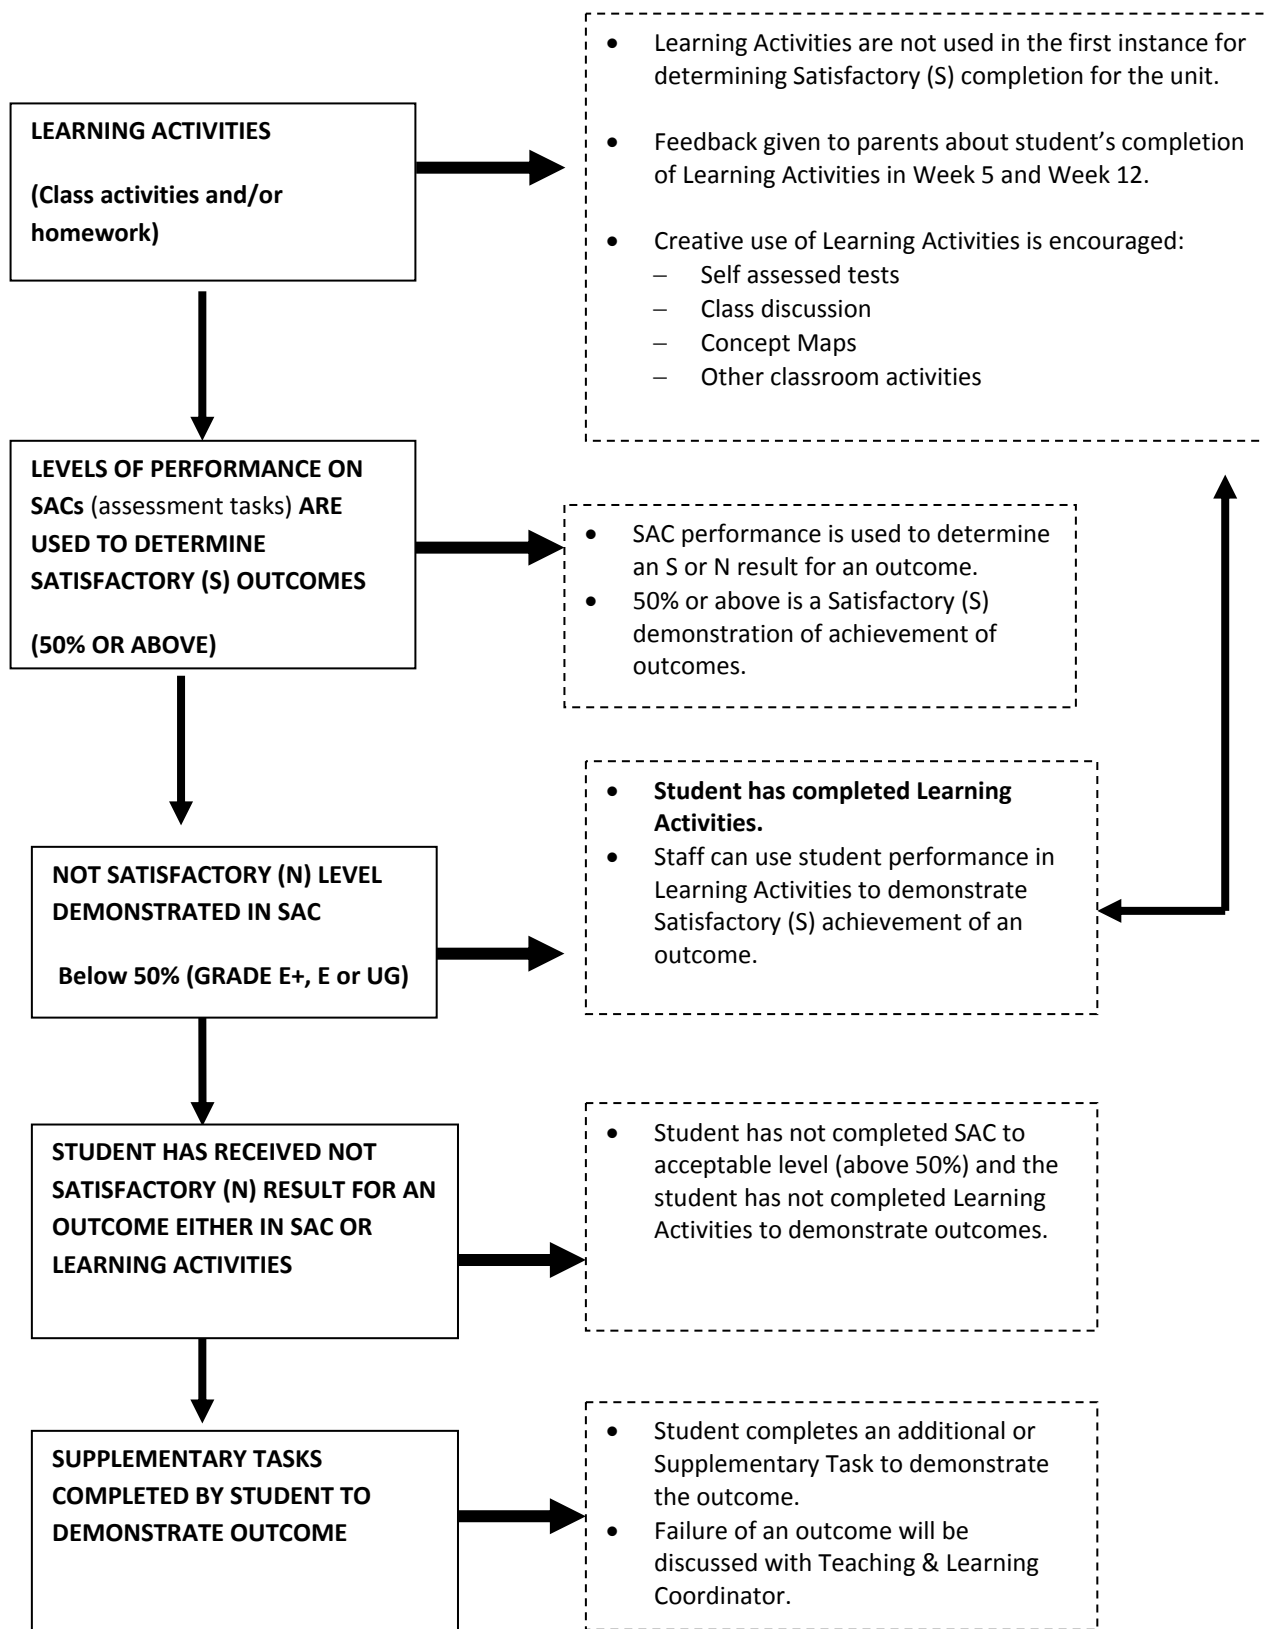 LEARNING ACTIVITIES
(Class activities and/or
homework)
• Learning Activities are not used in the first instance for
determining Satisfactory (S) completion for the unit.
• Feedback given to parents about student’s completion
of Learning Activities in Week 5 and Week 12.
• Creative use of Learning Activities is encouraged:
– Self assessed tests
– Class discussion
– Concept Maps
– Other classroom activities
LEVELS OF PERFORMANCE ON
SACs (assessment tasks) ARE
USED TO DETERMINE
SATISFACTORY (S) OUTCOMES
(50% OR ABOVE)
• SAC performance is used to determine
an S or N result for an outcome.
• 50% or above is a Satisfactory (S)
demonstration of achievement of
outcomes.
NOT SATISFACTORY (N) LEVEL
DEMONSTRATED IN SAC
Below 50% (GRADE E+, E or UG)
• Student has completed Learning
Activities.
• Staff can use student performance in
Learning Activities to demonstrate
Satisfactory (S) achievement of an
outcome.
STUDENT HAS RECEIVED NOT
SATISFACTORY (N) RESULT FOR AN
OUTCOME EITHER IN SAC OR
LEARNING ACTIVITIES
• Student has not completed SAC to
acceptable level (above 50%) and the
student has not completed Learning
Activities to demonstrate outcomes.
SUPPLEMENTARY TASKS
COMPLETED BY STUDENT TO
DEMONSTRATE OUTCOME
• Student completes an additional or
Supplementary Task to demonstrate
the outcome.
• Failure of an outcome will be
discussed with Teaching & Learning
Coordinator.